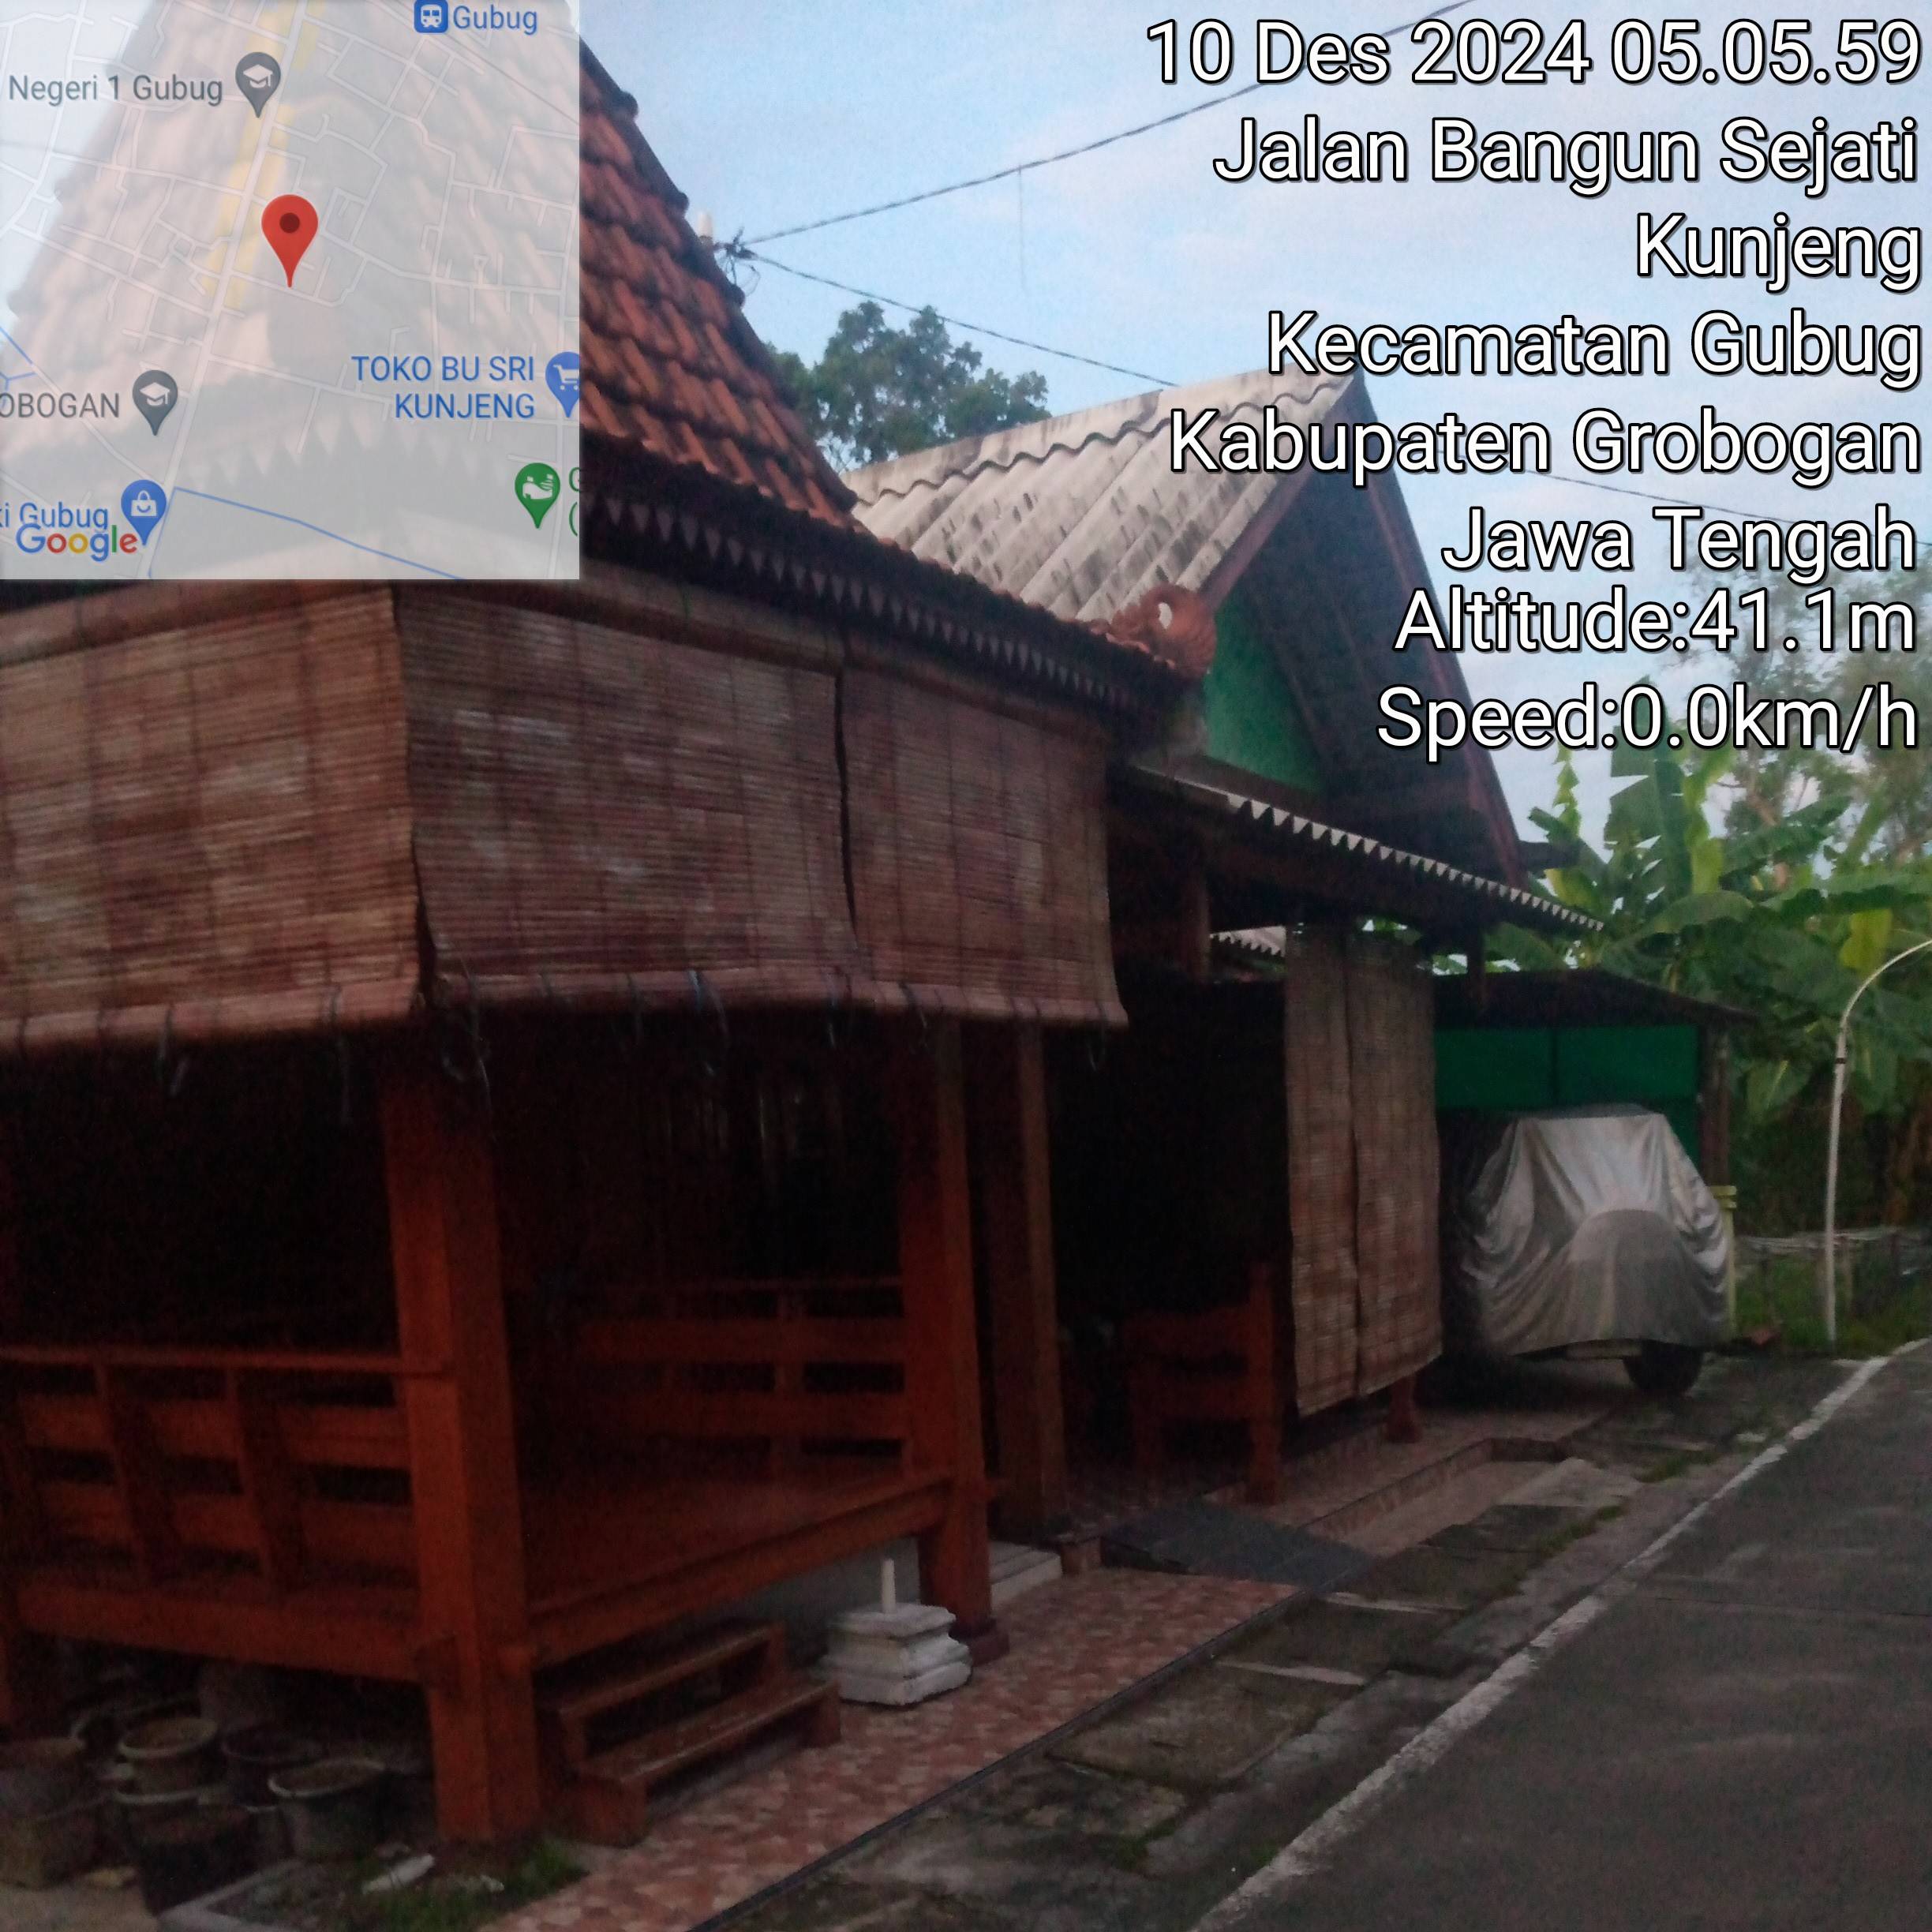 Gubug
Negeri 1 Gubug
TOKO BU SRI
KUNJENG
OBOGAN
ki Gubug
Google
10 Des 2024 05.05.59
Jalan Bangun Sejati
Kunjeng
Kecamatan Gubug
Kabupaten Grobogan
Jawa Tengah
Altitude:41.1m
Speed:0.0km/h